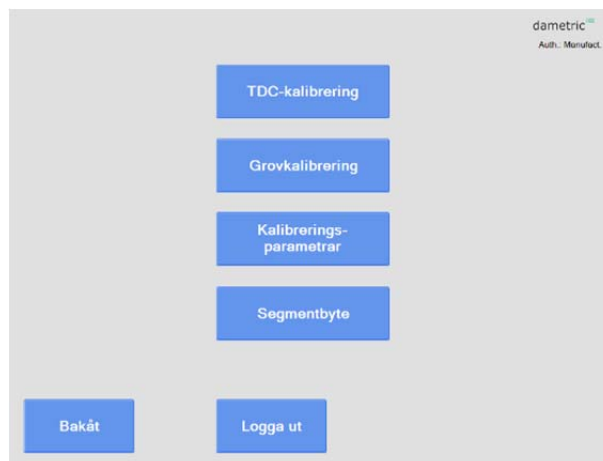 dametric
Auth.: Manufact.
TDC-kalibrering
Grovkalibrering
Kalibrerings-
parametrar
Segmentbyte
Bakåt
Logga ut